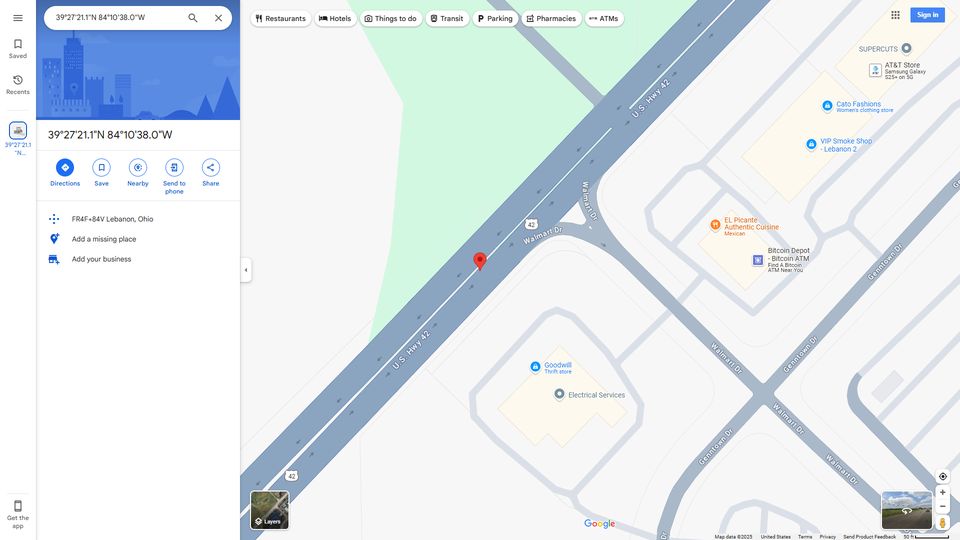 39°27'21.1"N 84°10'38.0"W
Restaurants
Hotels
Things to do
Transit
Parking
Pharmacies
ATMs
Sign in
Saved
Recents
39°27'21.1
"N...
39°27'21.1"N 84°10'38.0"W
Directions
Save
Nearby
Send to
phone
Share
FR4F+84V Lebanon, Ohio
Add a missing place
Add your business
Get the
app
SUPERCUTS
AT&T Store
Samsung Galaxy
S25+ on 5G
U.S. Hwy 42
Cato Fashions
Women's clothing store
VIP Smoke Shop
- Lebanon 2
Walmart Dr
42
Walmart Dr
EL Picante
Authentic Cuisine
Mexican
Bitcoin Depot
- Bitcoin ATM
Find A Bitcoin
ATM Near You
Genntown Dr
U.S. Hwy 42
Walmart Dr
Genntown Dr
Goodwill
Thrift store
Electrical Services
Walmart Dr
Genntown Dr
Walmart Dr
42
Layers
Google
Map data ©2025
United States
Terms
Privacy
Send Product Feedback
50 ft